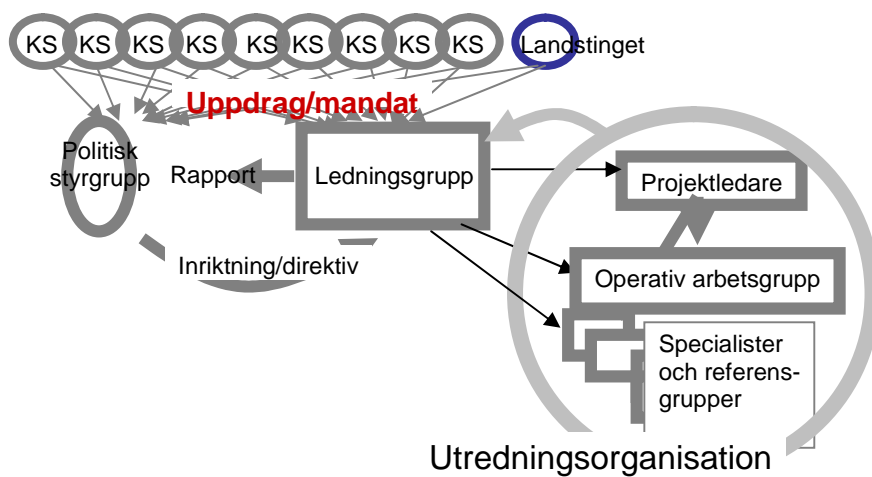 KS KS KS KS KS KS KS KS KS Landstinget
Uppdrag/mandat
Politisk
styrgrupp
Rapport
Ledningsgrupp
Projektledare
Inriktning/direktiv
Operativ arbetsgrupp
Specialister
och referens-
grupper
Utredningsorganisation